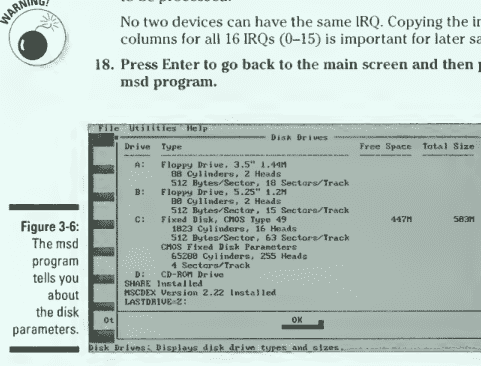 WARNING!
to be processed.
No two devices can have the same IRQ. Copying the in
columns for all 16 IRQs (0–15) is important for later sa
18. Press Enter to go back to the main screen and then p
msd program.
File Utilities Help
Disk Drives
Drive Type Free Space Total Size
A: Floppy Drive, 3.5" 1.44M
80 Cylinders, 2 Heads
512 Bytes/Sector, 18 Sectors/Track
B: Floppy Drive, 5.25" 1.2M
80 Cylinders, 2 Heads
512 Bytes/Sector, 15 Sectors/Track
C: Fixed Disk, CMOS Type 49 447M 503M
1023 Cylinders, 16 Heads
512 Bytes/Sector, 63 Sectors/Track
CMOS Fixed Disk Parameters
65280 Cylinders, 255 Heads
4 Sectors/Track
D: CD-ROM Drive
SHARE Installed
MSCDEX Version 2.22 Installed
LASTDRIVE=Z:
Ot
OK
Disk Drives: Displays disk drive types and sizes.
Figure 3-6:
The msd
program
tells you
about
the disk
parameters.